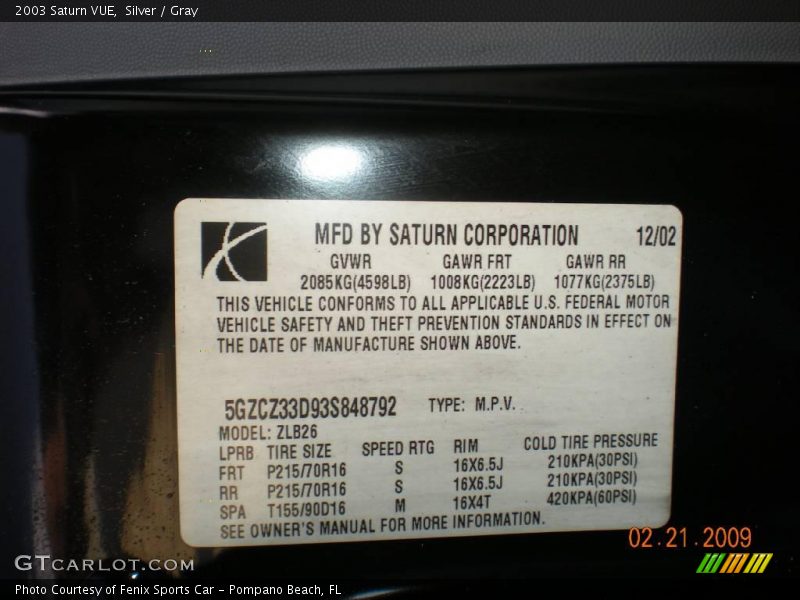 2003 Saturn VUE,  Silver / Gray
MFD BY SATURN CORPORATION 12/02
GVWR GAWR FRT GAWR RR
2085KG(4598LB) 1008KG(2223LB) 1077KG(2375LB)
THIS VEHICLE CONFORMS TO ALL APPLICABLE U.S. FEDERAL MOTOR
VEHICLE SAFETY AND THEFT PREVENTION STANDARDS IN EFFECT ON
THE DATE OF MANUFACTURE SHOWN ABOVE.
5GZCZ33D93S848792 TYPE: M.P.V.
MODEL: ZLB26
LPRB TIRE SIZE SPEED RTG RIM COLD TIRE PRESSURE
FRT P215/70R16 S 16X6.5J 210KPA(30PSI)
RR P215/70R16 S 16X6.5J 210KPA(30PSI)
SPA T155/90D16 M 16X4T 420KPA(60PSI)
SEE OWNER'S MANUAL FOR MORE INFORMATION.
02.21.2009
GTCARLOT.COM
Photo Courtesy of Fenix Sports Car - Pompano Beach, FL